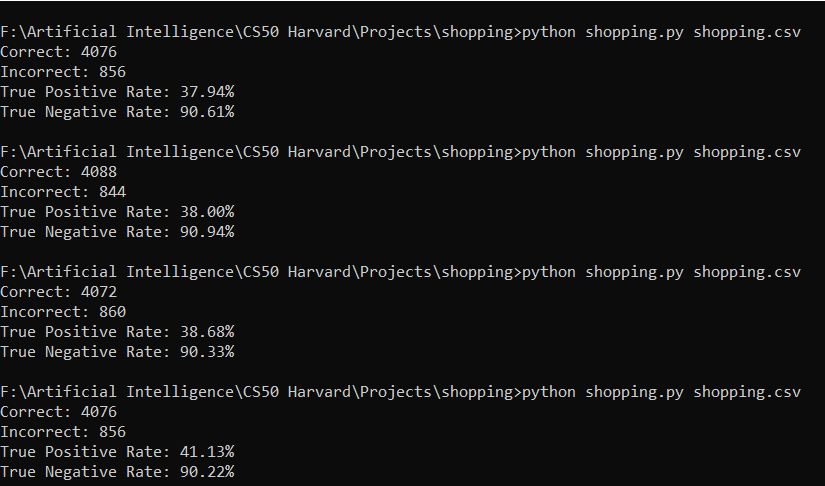 F:\Artificial Intelligence\CS50 Harvard\Projects\shopping>python shopping.py shopping.csv
Correct: 4076
Incorrect: 856
True Positive Rate: 37.94%
True Negative Rate: 90.61%
F:\Artificial Intelligence\CS50 Harvard\Projects\shopping>python shopping.py shopping.csv
Correct: 4088
Incorrect: 844
True Positive Rate: 38.00%
True Negative Rate: 90.94%
F:\Artificial Intelligence\CS50 Harvard\Projects\shopping>python shopping.py shopping.csv
Correct: 4072
Incorrect: 860
True Positive Rate: 38.68%
True Negative Rate: 90.33%
F:\Artificial Intelligence\CS50 Harvard\Projects\shopping>python shopping.py shopping.csv
Correct: 4076
Incorrect: 856
True Positive Rate: 41.13%
True Negative Rate: 90.22%